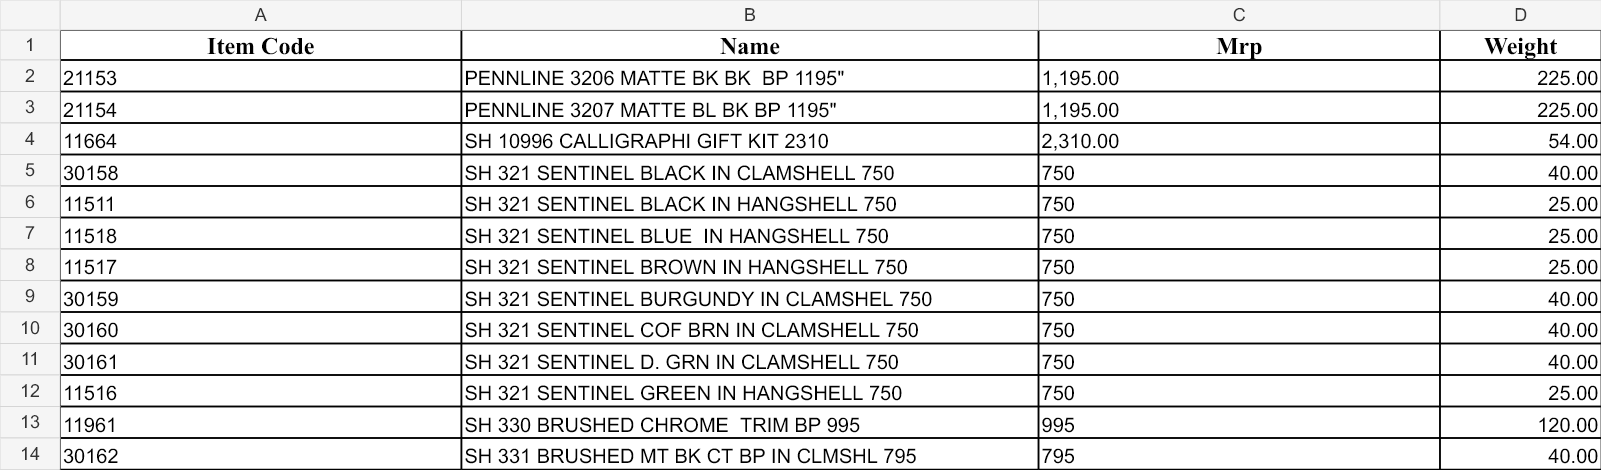 A B C D
1 Item Code Name Mrp Weight
2 21153 PENNLINE 3206 MATTE BK BK  BP 1195" 1,195.00 225.00
3 21154 PENNLINE 3207 MATTE BL BK BP 1195" 1,195.00 225.00
4 11664 SH 10996 CALLIGRAPHI GIFT KIT 2310 2,310.00 54.00
5 30158 SH 321 SENTINEL BLACK IN CLAMSHELL 750 750 40.00
6 11511 SH 321 SENTINEL BLACK IN HANGSHELL 750 750 25.00
7 11518 SH 321 SENTINEL BLUE  IN HANGSHELL 750 750 25.00
8 11517 SH 321 SENTINEL BROWN IN HANGSHELL 750 750 25.00
9 30159 SH 321 SENTINEL BURGUNDY IN CLAMSHEL 750 750 40.00
10 30160 SH 321 SENTINEL COF BRN IN CLAMSHELL 750 750 40.00
11 30161 SH 321 SENTINEL D. GRN IN CLAMSHELL 750 750 40.00
12 11516 SH 321 SENTINEL GREEN IN HANGSHELL 750 750 25.00
13 11961 SH 330 BRUSHED CHROME  TRIM BP 995 995 120.00
14 30162 SH 331 BRUSHED MT BK CT BP IN CLMSHL 795 795 40.00